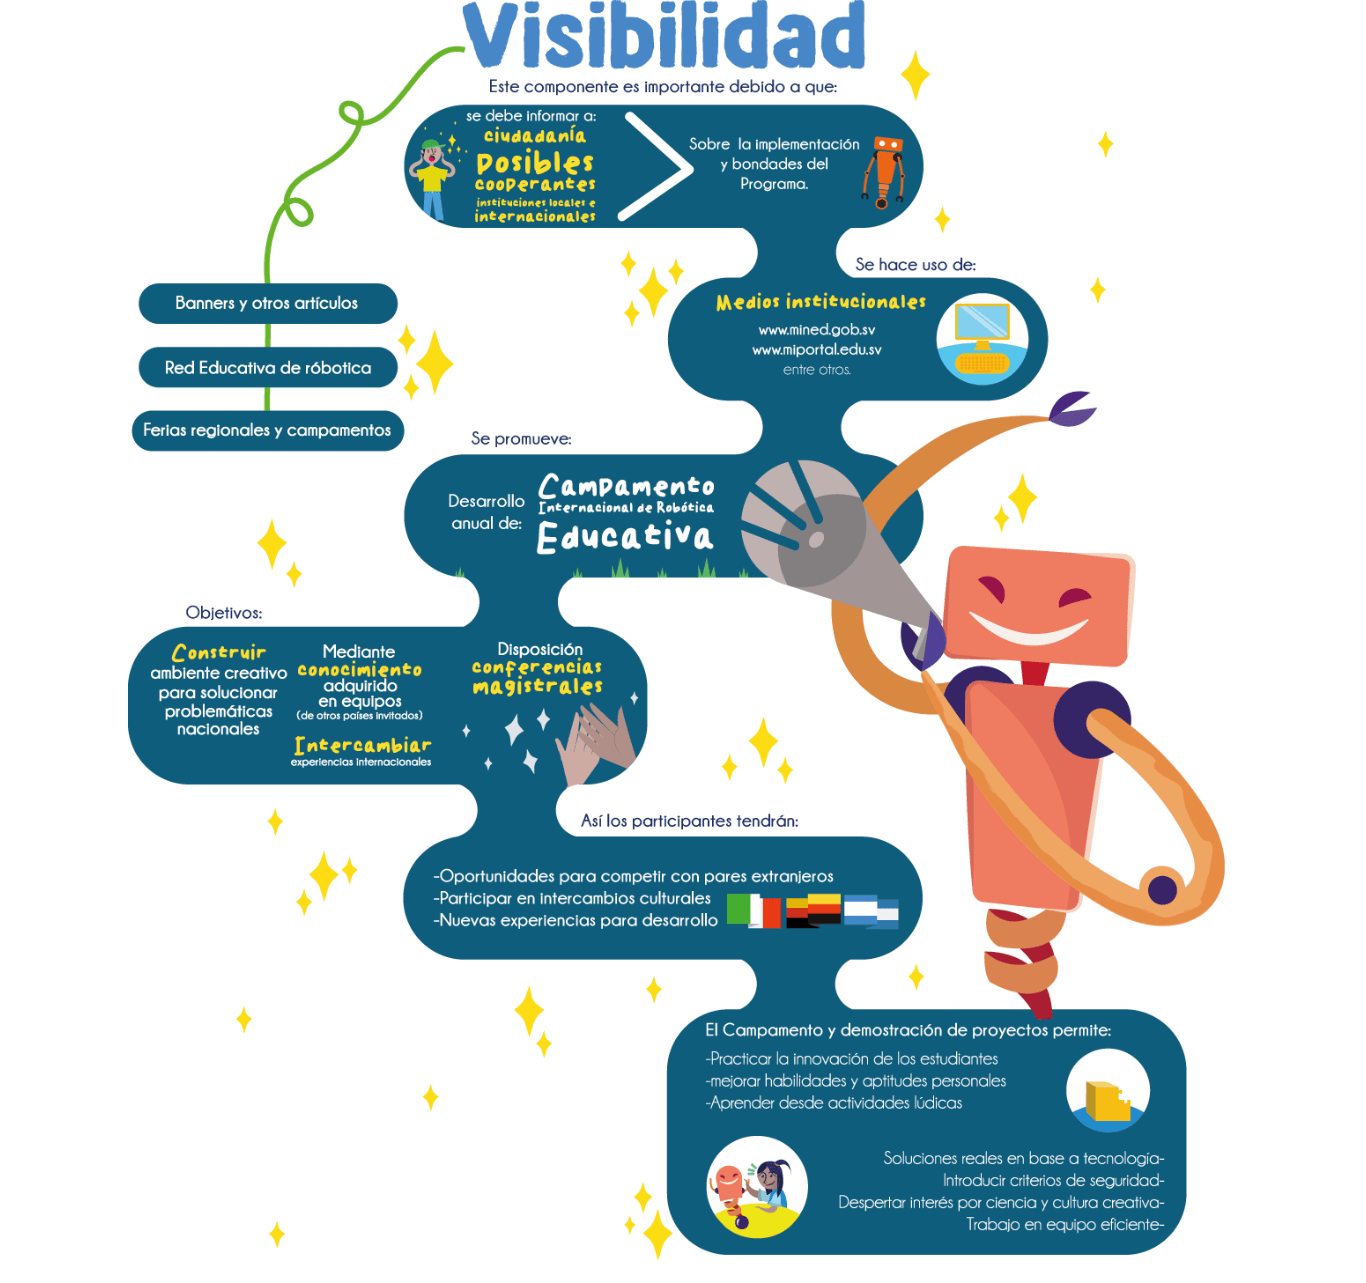 Visibilidad
Este componente es importante debido a que:
se debe informar a:
ciudadanía
Posibles
cooperantes
instituciones locales e
internacionales
Sobre la implementación
y bondades del
Programa.
Banners y otros artículos
Red Educativa de róbotica
Ferias regionales y campamentos
Se hace uso de:
Medios institucionales
www.mined.gob.sv
www.miportal.edu.sv
entre otros.
Se promueve:
Desarrollo
anual de:
Campamento
Internacional de Robótica
Educativa
Objetivos:
Construir
ambiente creativo
para solucionar
problemáticas
nacionales
Mediante
conocimiento
adquirido
en equipos
(de otros países invitados)
Intercambiar
experiencias internacionales
Disposición
conferencias
magistrales
Así los participantes tendrán:
-Oportunidades para competir con pares extranjeros
-Participar en intercambios culturales
-Nuevas experiencias para desarrollo
El Campamento y demostración de proyectos permite:
-Practicar la innovación de los estudiantes
-mejorar habilidades y aptitudes personales
-Aprender desde actividades lúdicas
Soluciones reales en base a tecnología-
Introducir criterios de seguridad-
Despertar interés por ciencia y cultura creativa-
Trabajo en equipo eficiente-